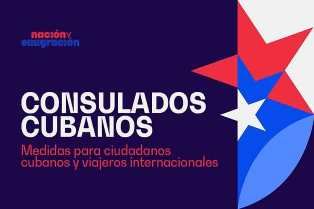 nación y
emigración
CONSULADOS
CUBANOS
Medidas para ciudadanos
cubanos y viajeros internacionales